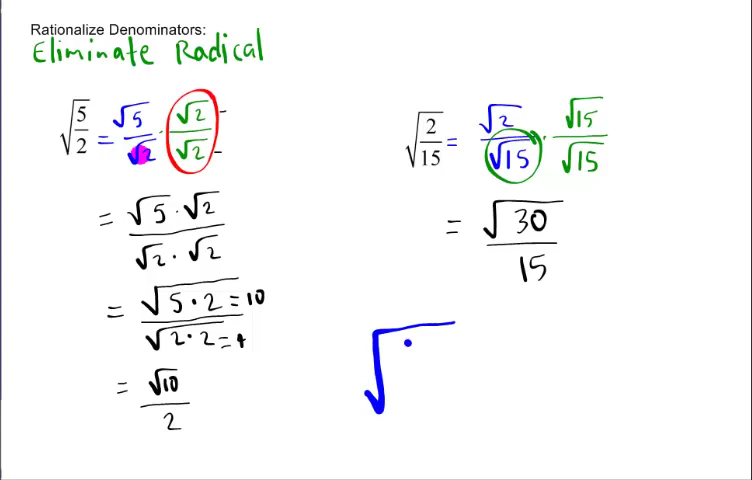 Rationalize Denominators:
Eliminate Radical
√(5/2) = √5/√2 · √2/√2
= √5 · √2 / √2 · √2
= √(5 · 2) = 10 / √(2 · 2) = 4
= √10 / 2
√(2/15) = √2/√15 · √15/√15
= √30 / 15